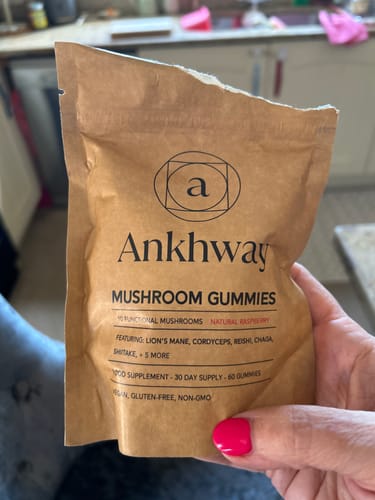 a
Ankhway
MUSHROOM GUMMIES
10 FUNCTIONAL MUSHROOMS NATURAL RASPBERRY
FEATURING: LION'S MANE, CORDYCEPS, REISHI, CHAGA,
SHIITAKE, + 5 MORE
FOOD SUPPLEMENT - 30 DAY SUPPLY - 60 GUMMIES
VEGAN, GLUTEN-FREE, NON-GMO